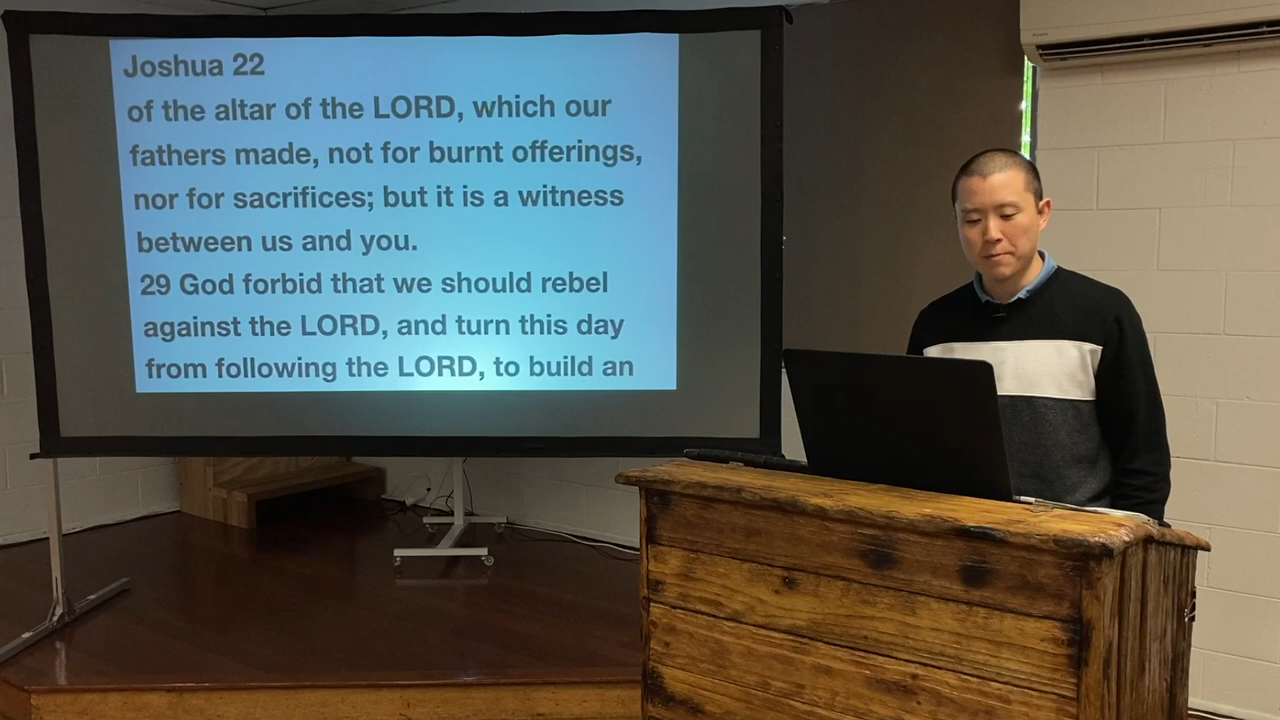 Joshua 22
of the altar of the LORD, which our
fathers made, not for burnt offerings,
nor for sacrifices; but it is a witness
between us and you.
29 God forbid that we should rebel
against the LORD, and turn this day
from following the LORD, to build an